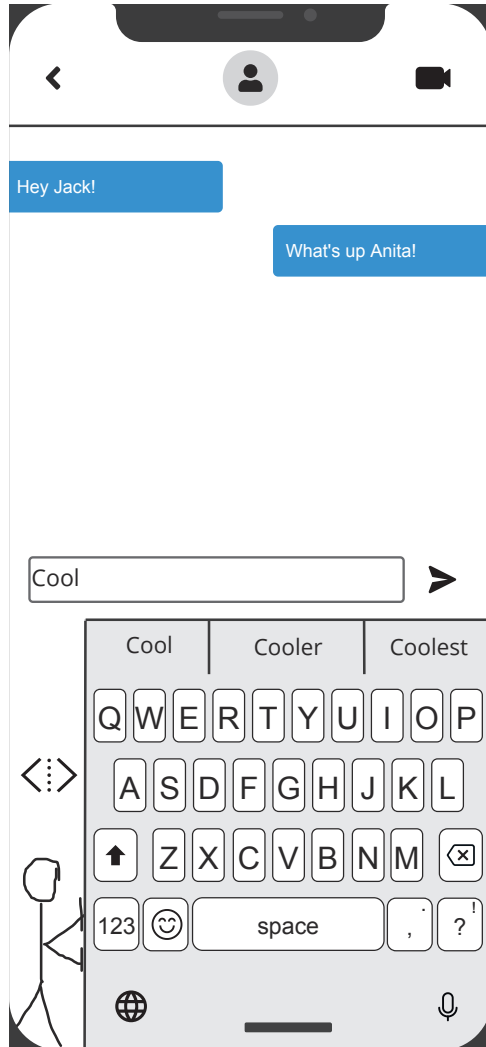 Hey Jack!
What's up Anita!
Cool
Cool Cooler Coolest
Q W E R T Y U I O P
A S D F G H J K L
Z X C V B N M
123 space , . ? !